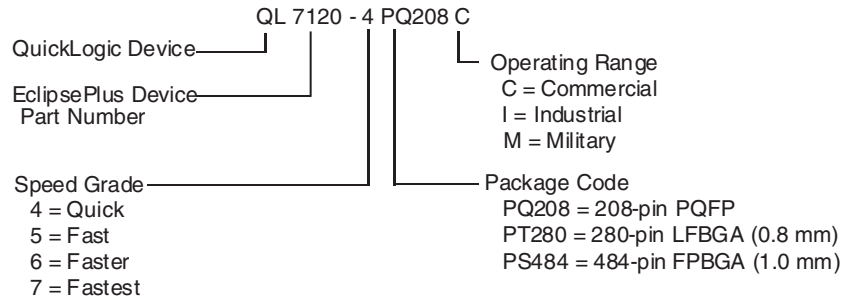 QL 7120 - 4 PQ208 C
QuickLogic Device
EclipsePlus Device
Part Number
Speed Grade
4 = Quick
5 = Fast
6 = Faster
7 = Fastest
Operating Range
C = Commercial
I = Industrial
M = Military
Package Code
PQ208 = 208-pin PQFP
PT280 = 280-pin LFBGA (0.8 mm)
PS484 = 484-pin FPBGA (1.0 mm)